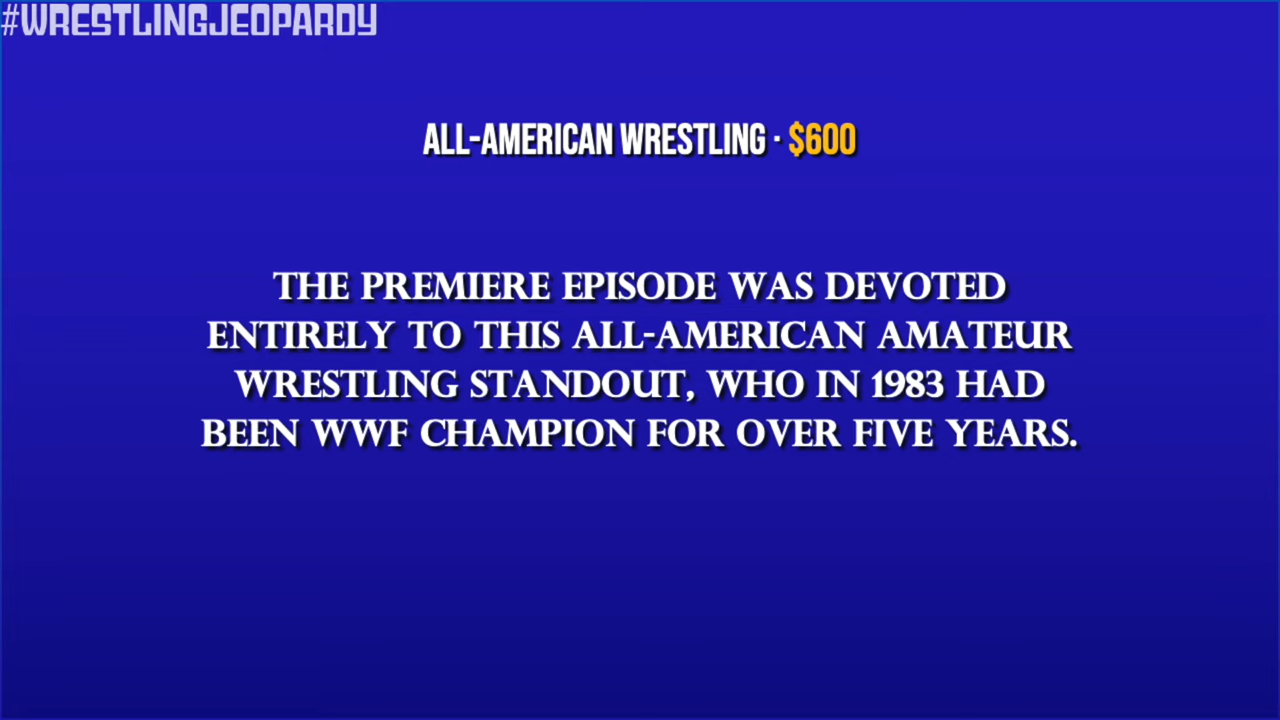 #WRESTLINGJEOPARDY
ALL-AMERICAN WRESTLING · $600
THE PREMIERE EPISODE WAS DEVOTED
ENTIRELY TO THIS ALL-AMERICAN AMATEUR
WRESTLING STANDOUT, WHO IN 1983 HAD
BEEN WWF CHAMPION FOR OVER FIVE YEARS.